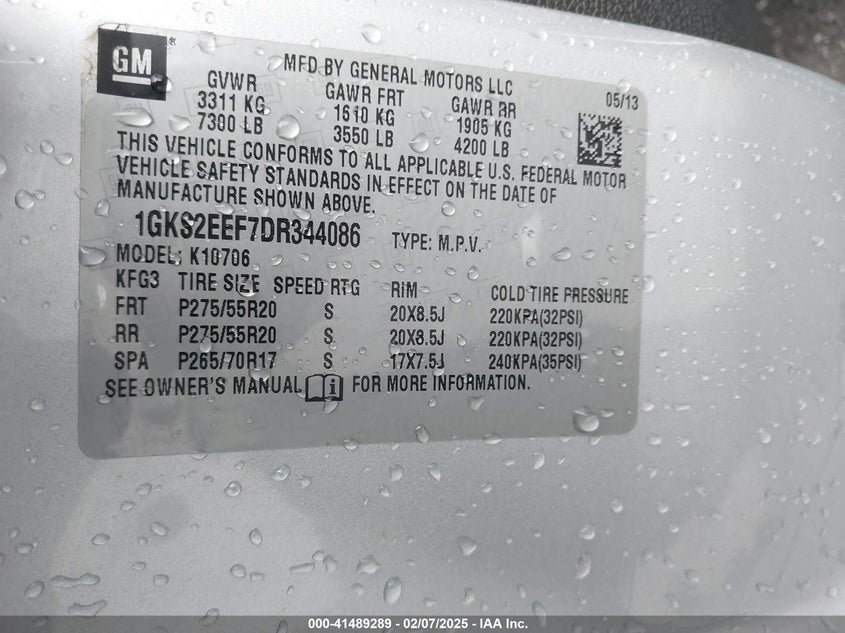 GM
MFD BY GENERAL MOTORS LLC
GVWR GAWR FRT GAWR RR 05/13
3311 KG 1610 KG 1905 KG
7300 LB 3550 LB 4200 LB
THIS VEHICLE CONFORMS TO ALL APPLICABLE U.S. FEDERAL MOTOR
VEHICLE SAFETY STANDARDS IN EFFECT ON THE DATE OF
MANUFACTURE SHOWN ABOVE.
1GKS2EEF7DR344086 TYPE: M.P.V.
MODEL: K10706
KFG3 TIRE SIZE SPEED RTG RIM COLD TIRE PRESSURE
FRT P275/55R20 S 20X8.5J 220KPA(32PSI)
RR P275/55R20 S 20X8.5J 220KPA(32PSI)
SPA P265/70R17 S 17X7.5J 240KPA(35PSI)
SEE OWNER'S MANUAL i FOR MORE INFORMATION.
000-41489289 - 02/07/2025 - IAA Inc.